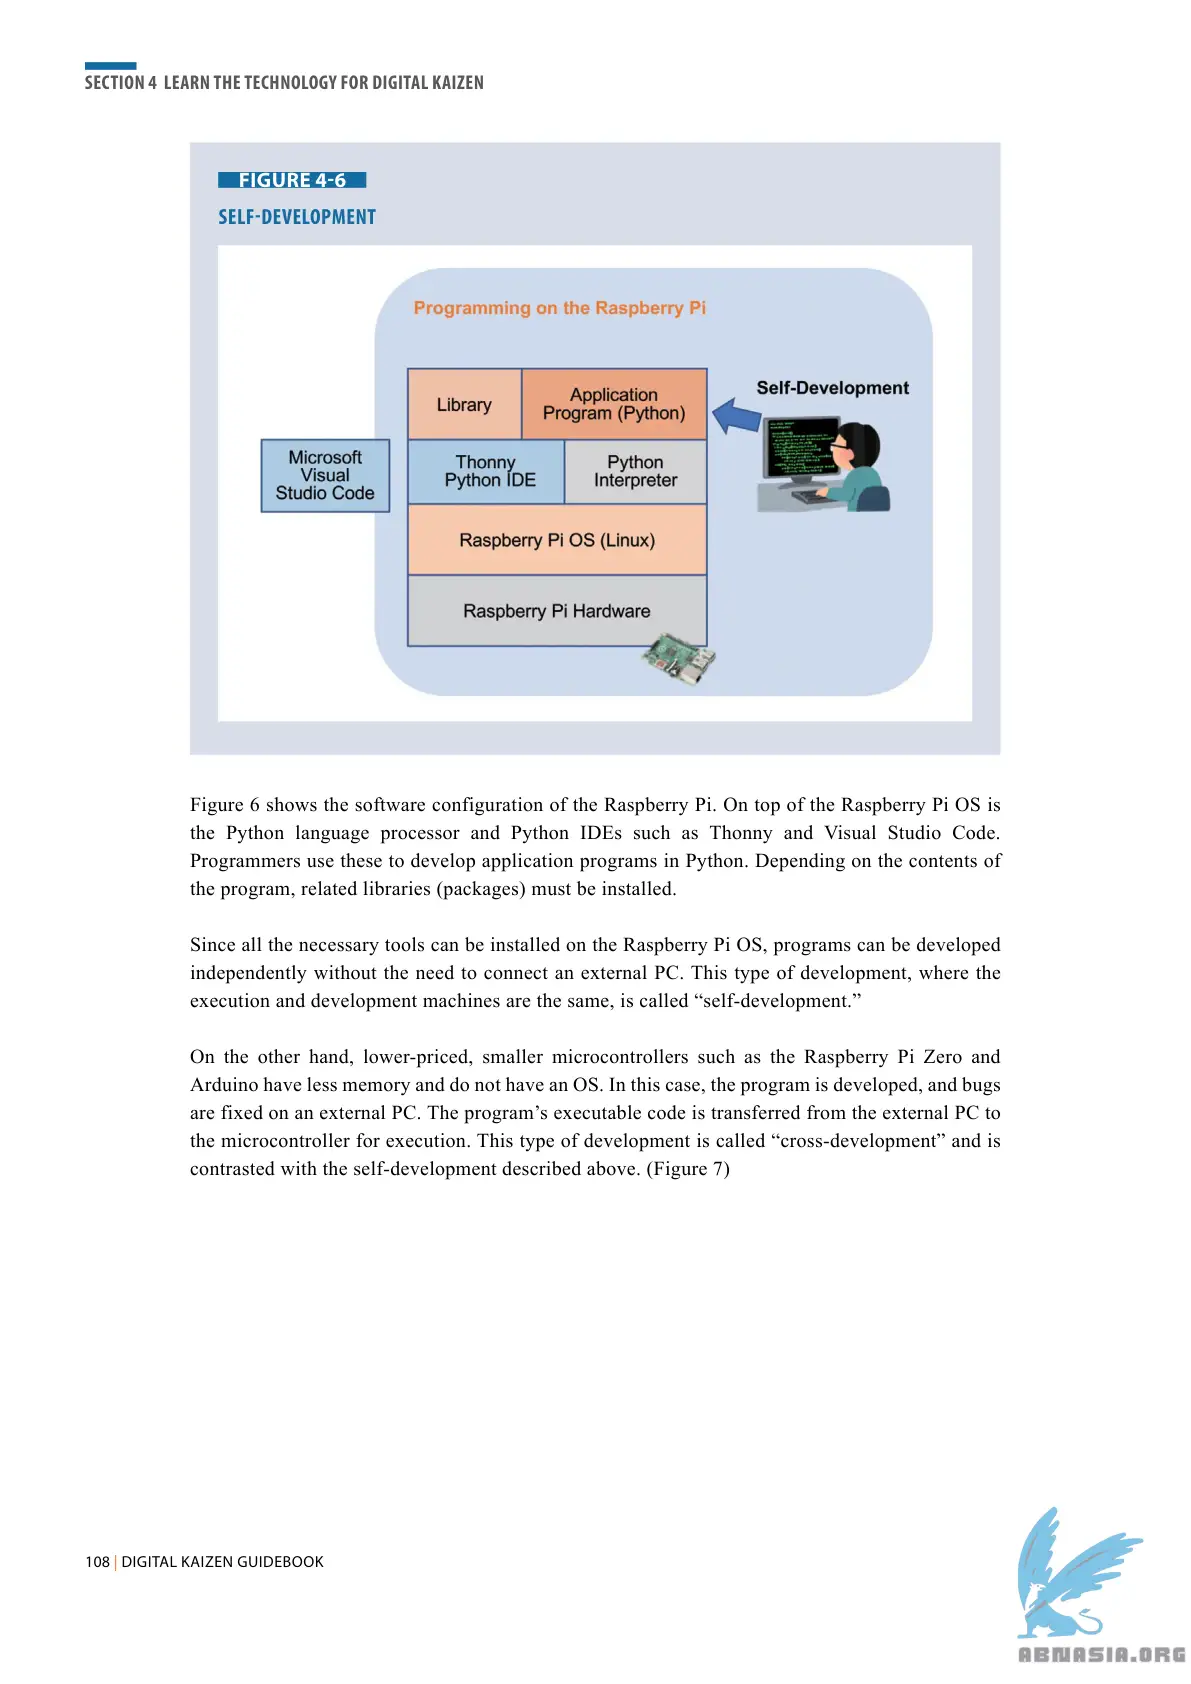 SECTION 4 LEARN THE TECHNOLOGY FOR DIGITAL KAIZEN
FIGURE 4-6
SELF-DEVELOPMENT
Programming on the Raspberry Pi
Library
Application
Program (Python)
Self-Development
Microsoft
Visual
Studio Code
Thonny
Python IDE
Python
Interpreter
Raspberry Pi OS (Linux)
Raspberry Pi Hardware
Figure 6 shows the software configuration of the Raspberry Pi. On top of the Raspberry Pi OS is
the Python language processor and Python IDEs such as Thonny and Visual Studio Code.
Programmers use these to develop application programs in Python. Depending on the contents of
the program, related libraries (packages) must be installed.
Since all the necessary tools can be installed on the Raspberry Pi OS, programs can be developed
independently without the need to connect an external PC. This type of development, where the
execution and development machines are the same, is called “self-development.”
On the other hand, lower-priced, smaller microcontrollers such as the Raspberry Pi Zero and
Arduino have less memory and do not have an OS. In this case, the program is developed, and bugs
are fixed on an external PC. The program’s executable code is transferred from the external PC to
the microcontroller for execution. This type of development is called “cross-development” and is
contrasted with the self-development described above. (Figure 7)
108 | DIGITAL KAIZEN GUIDEBOOK
ABNASIA.ORG